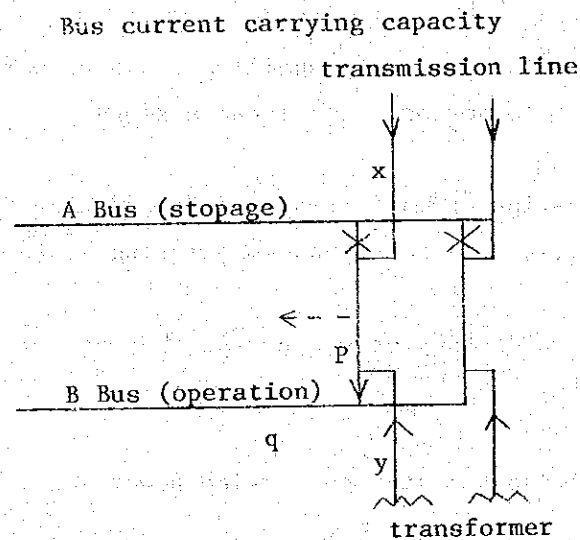 Bus current carrying capacity
transmission line
x
A Bus (stopage)
P
B Bus (operation)
q
y
transformer